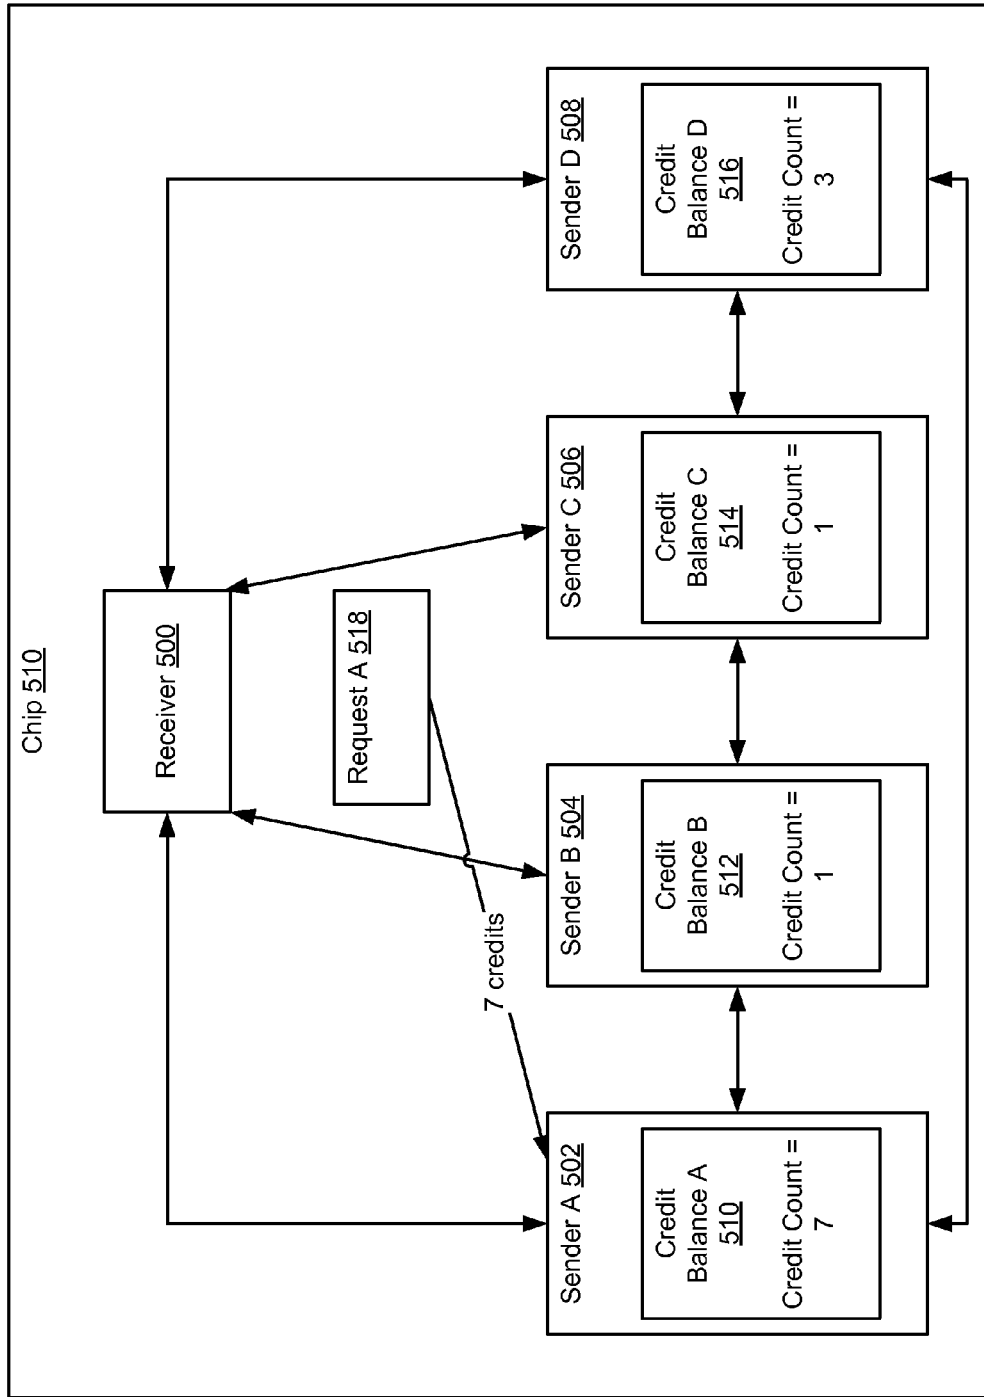 Chip 510
Receiver 500
Request A 518
7 credits
Sender A 502
Credit
Balance A
510
Credit Count =
7
Sender B 504
Credit
Balance B
512
Credit Count =
1
Sender C 506
Credit
Balance C
514
Credit Count =
1
Sender D 508
Credit
Balance D
516
Credit Count =
3